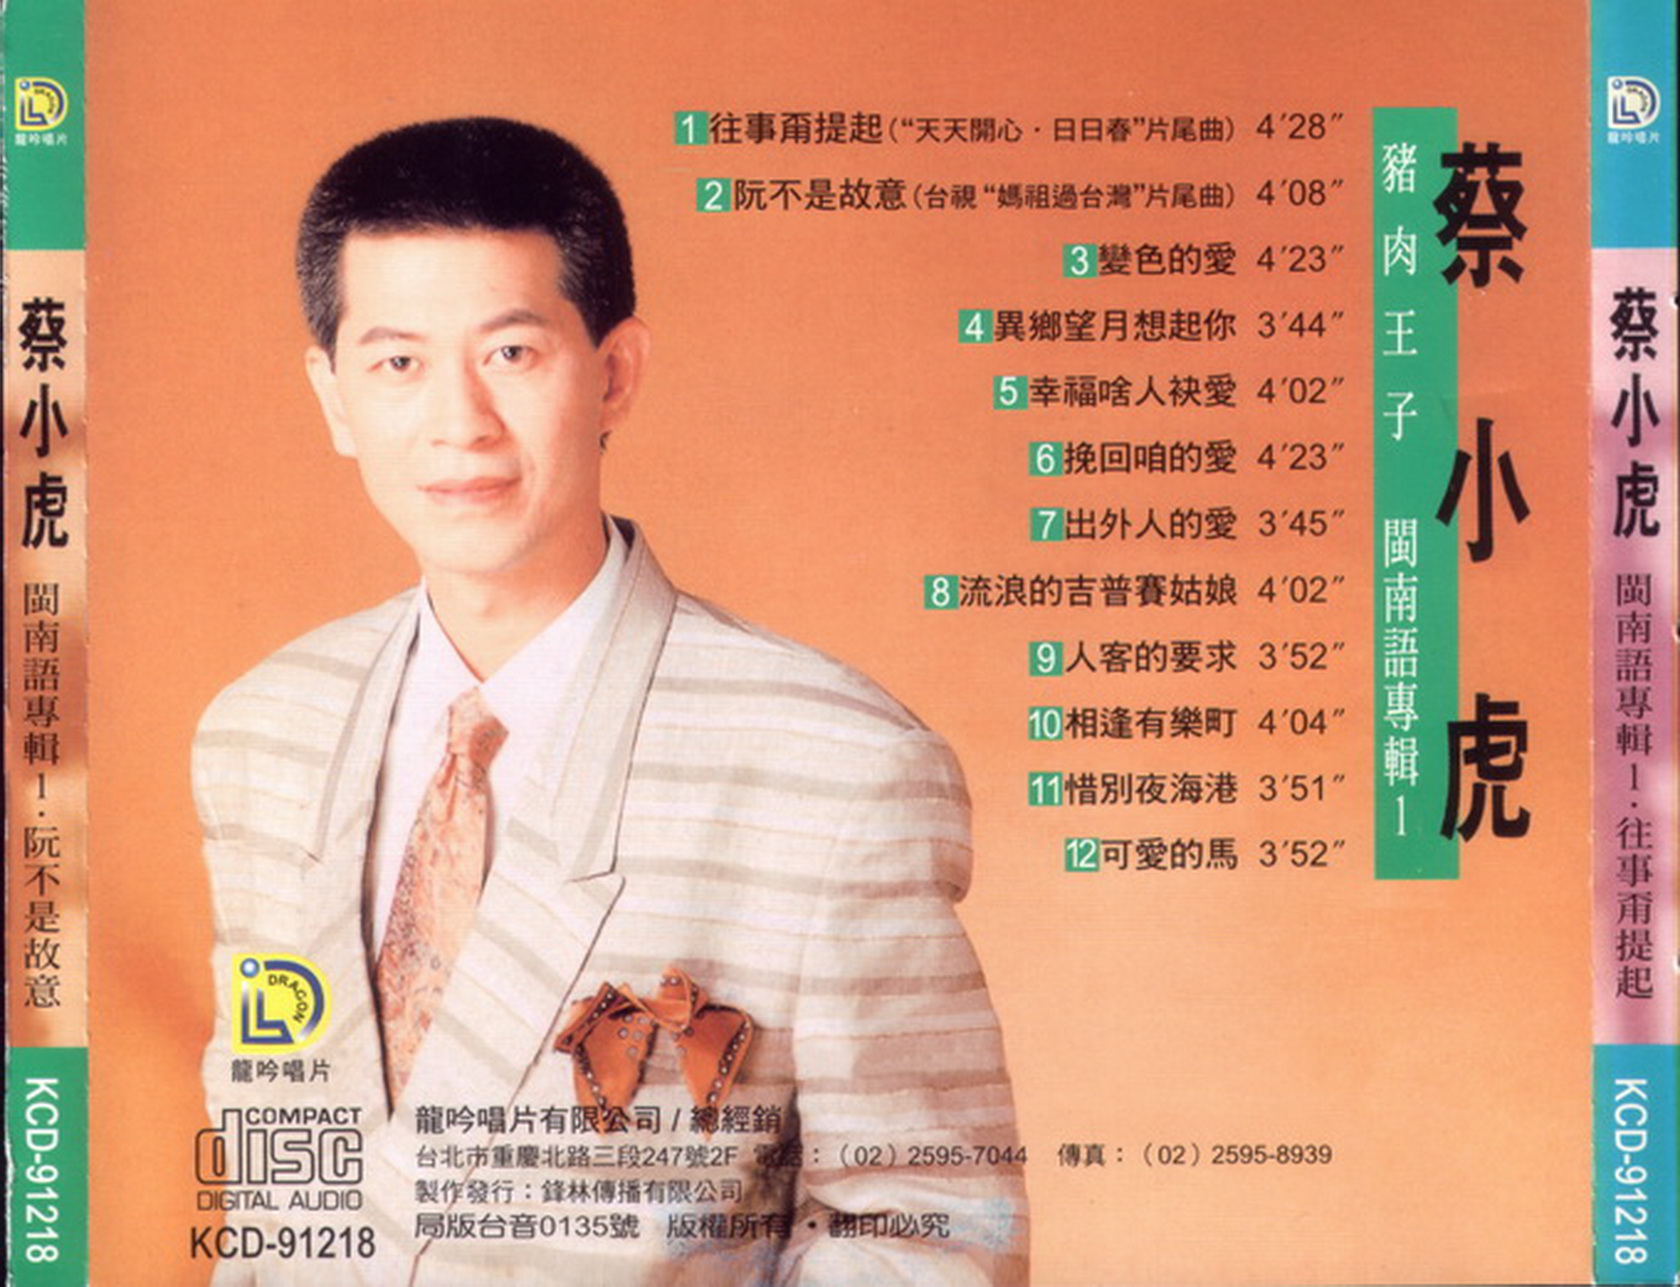 DRAGON
龍吟唱片
蔡小虎 閩南語專輯1·阮不是故意
KCD-91218
1 往事甭提起(“天天開心·日日春”片尾曲) 4′28″
2 阮不是故意(台視“媽祖過台灣”片尾曲) 4′08″
3 變色的愛 4′23″
4 異鄉望月想起你 3′44″
5 幸福啥人袂愛 4′02″
6 挽回咱的愛 4′23″
7 出外人的愛 3′45″
8 流浪的吉普賽姑娘 4′02″
9 人客的要求 3′52″
10 相逢有樂町 4′04″
11 惜別夜海港 3′51″
12 可愛的馬 3′52″
蔡小虎
豬肉王子 閩南語專輯1
DRAGON
龍吟唱片
COMPACT
disc
DIGITAL AUDIO
KCD-91218
龍吟唱片有限公司 / 總經銷
台北市重慶北路三段247號2F 電話：（02）2595-7044 傳真：（02）2595-8939
製作發行：鋒林傳播有限公司
局版台音0135號 版權所有·翻印必究
DRAGON
龍吟唱片
蔡小虎 閩南語專輯1·往事甭提起
KCD-91218